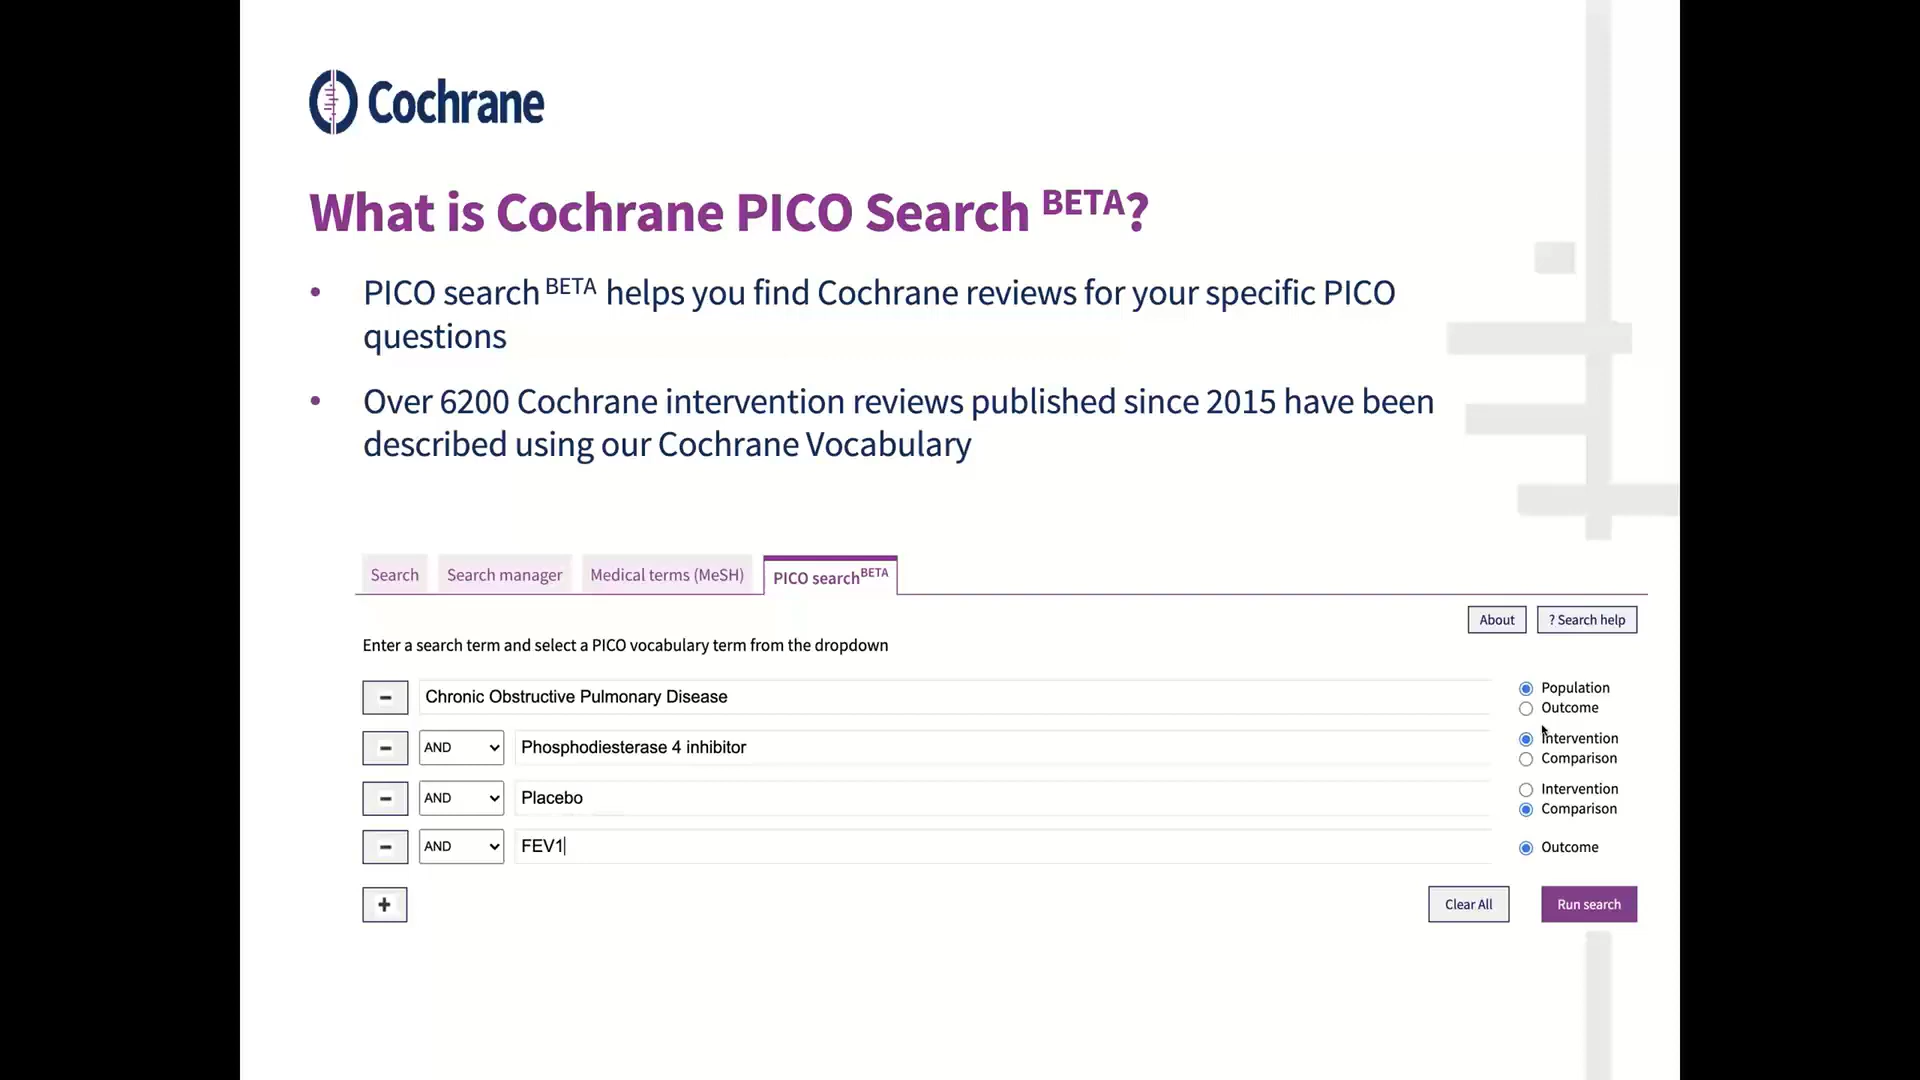 Cochrane
What is Cochrane PICO Search BETA?
• PICO search BETA helps you find Cochrane reviews for your specific PICO
questions
• Over 6200 Cochrane intervention reviews published since 2015 have been
described using our Cochrane Vocabulary
Search Search manager Medical terms (MeSH) PICO search BETA
About ? Search help
Enter a search term and select a PICO vocabulary term from the dropdown
Chronic Obstructive Pulmonary Disease
Population
Outcome
AND Phosphodiesterase 4 inhibitor
Intervention
Comparison
AND Placebo
Intervention
Comparison
AND FEV1
Outcome
Clear All Run search